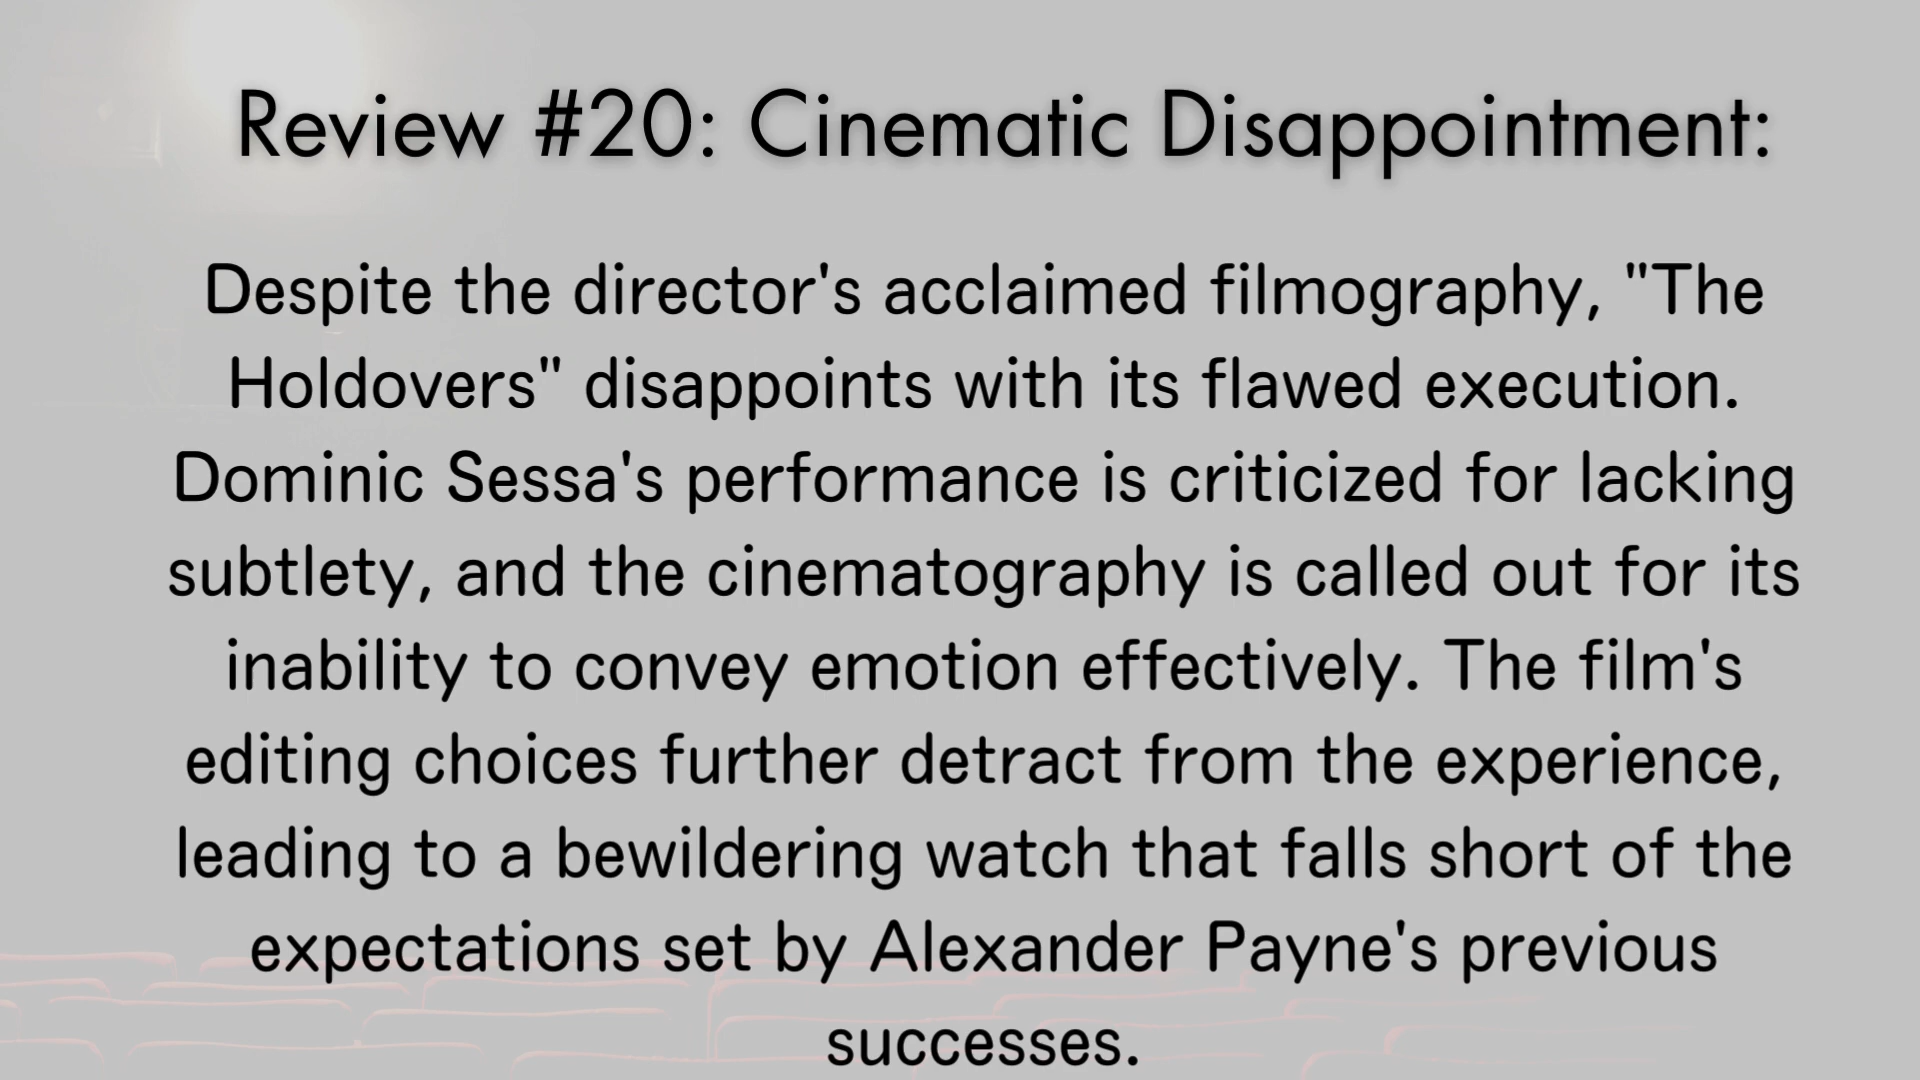 Review #20: Cinematic Disappointment:
Despite the director's acclaimed filmography, "The
Holdovers" disappoints with its flawed execution.
Dominic Sessa's performance is criticized for lacking
subtlety, and the cinematography is called out for its
inability to convey emotion effectively. The film's
editing choices further detract from the experience,
leading to a bewildering watch that falls short of the
expectations set by Alexander Payne's previous
successes.